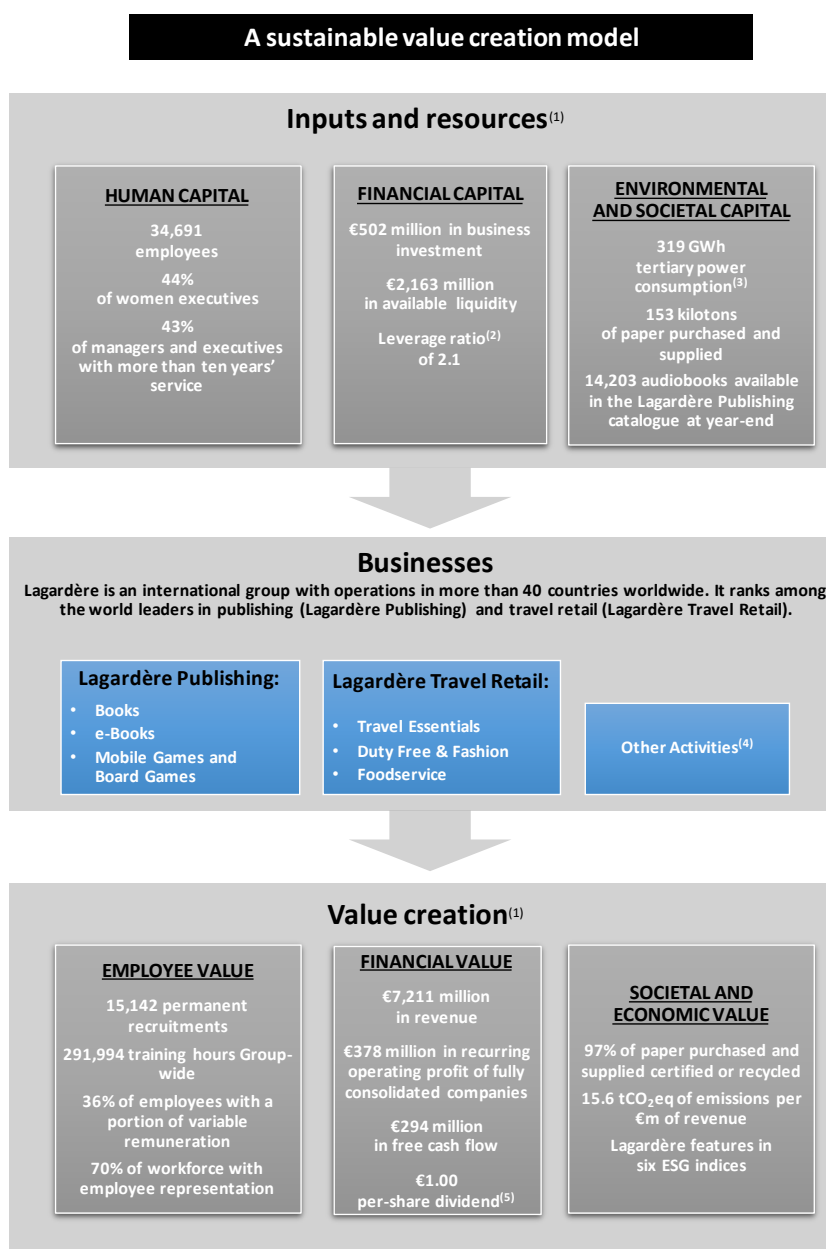 A sustainable value creation model
Inputs and resources(1)
HUMAN CAPITAL
34,691
employees
44%
of women executives
43%
of managers and executives
with more than ten years’
service
FINANCIAL CAPITAL
€502 million in business
investment
€2,163 million
in available liquidity
Leverage ratio(2)
of 2.1
ENVIRONMENTAL
AND SOCIETAL CAPITAL
319 GWh
tertiary power
consumption(3)
153 kilotons
of paper purchased and
supplied
14,203 audiobooks available
in the Lagardère Publishing
catalogue at year-end
Businesses
Lagardère is an international group with operations in more than 40 countries worldwide. It ranks among
the world leaders in publishing (Lagardère Publishing) and travel retail (Lagardère Travel Retail).
Lagardère Publishing:
• Books
• e-Books
• Mobile Games and
Board Games
Lagardère Travel Retail:
• Travel Essentials
• Duty Free & Fashion
• Foodservice
Other Activities(4)
Value creation(1)
EMPLOYEE VALUE
15,142 permanent
recruitments
291,994 training hours Group-
wide
36% of employees with a
portion of variable
remuneration
70% of workforce with
employee representation
FINANCIAL VALUE
€7,211 million
in revenue
€378 million in recurring
operating profit of fully
consolidated companies
€294 million
in free cash flow
€1.00
per-share dividend(5)
SOCIETAL AND
ECONOMIC VALUE
97% of paper purchased and
supplied certified or recycled
15.6 tCO2eq of emissions per
€m of revenue
Lagardère features in
six ESG indices